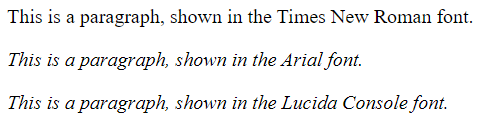 This is a paragraph, shown in the Times New Roman font.
This is a paragraph, shown in the Arial font.
This is a paragraph, shown in the Lucida Console font.